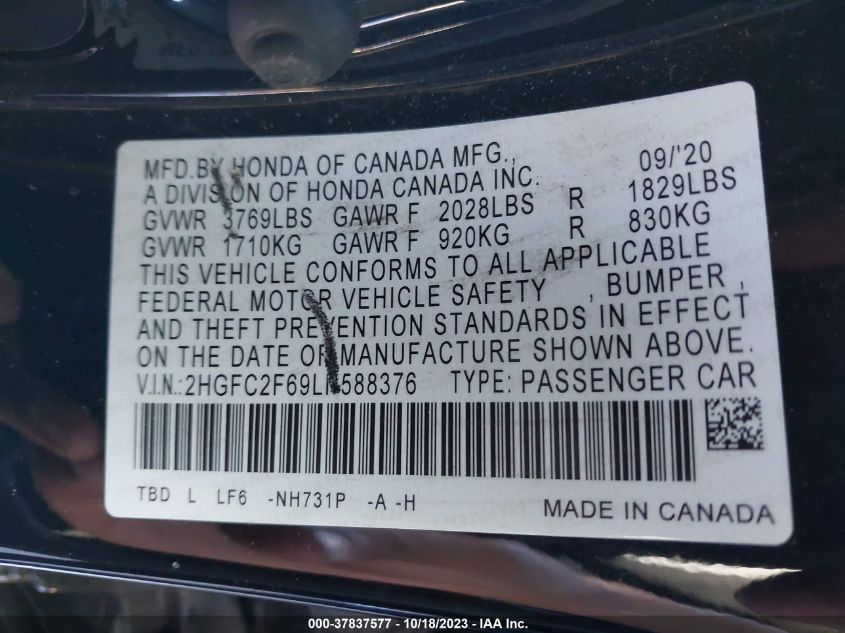 MFD.BY HONDA OF CANADA MFG., 09/'20
A DIVISION OF HONDA CANADA INC.
GVWR 3769LBS GAWR F 2028LBS R 1829LBS
GVWR 1710KG GAWR F 920KG R 830KG
THIS VEHICLE CONFORMS TO ALL APPLICABLE
FEDERAL MOTOR VEHICLE SAFETY , BUMPER ,
AND THEFT PREVENTION STANDARDS IN EFFECT
ON THE DATE OF MANUFACTURE SHOWN ABOVE.
V.I.N.: TYPE: PASSENGER CAR
TBD L LF6 -NH731P -A -H
MADE IN CANADA
000-37837577 - 10/18/2023 - IAA Inc.